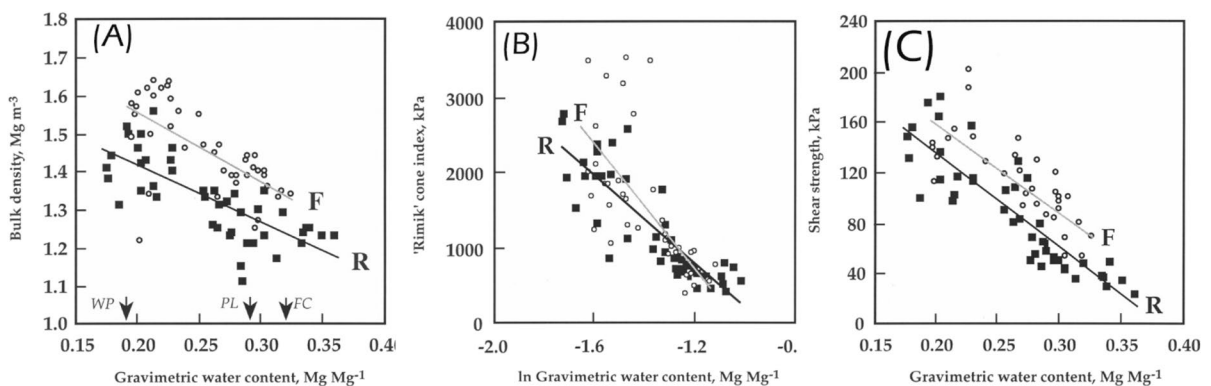 (A)
1.8
1.7
1.6
1.5
1.4
1.3
1.2
1.1
1.0
Bulk density, Mg m-3
F
R
WP
PL
FC
0.15 0.20 0.25 0.30 0.35 0.40
Gravimetric water content, Mg Mg-1
(B)
4000
3000
2000
1000
0
'Rimik' cone index, kPa
F
R
-2.0 -1.6 -1.2 -0.
ln Gravimetric water content, Mg Mg-1
(C)
240
200
160
120
80
40
0
Shear strength, kPa
F
R
0.15 0.20 0.25 0.30 0.35 0.40
Gravimetric water content, Mg Mg-1